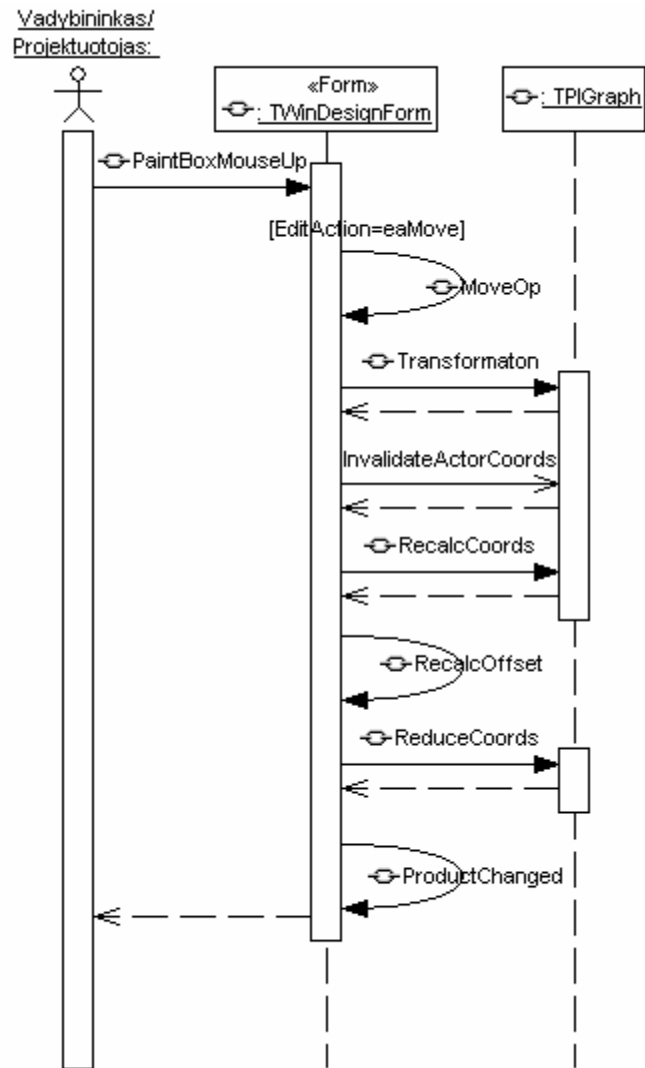 Vadybininkas/
Projektuotojas:
«Form»
: TWinDesignForm
: TPIGraph
PaintBoxMouseUp
[EditAction=eaMove]
MoveOp
Transformaton
InvalidateActorCoords
RecalcCoords
RecalcOffset
ReduceCoords
ProductChanged